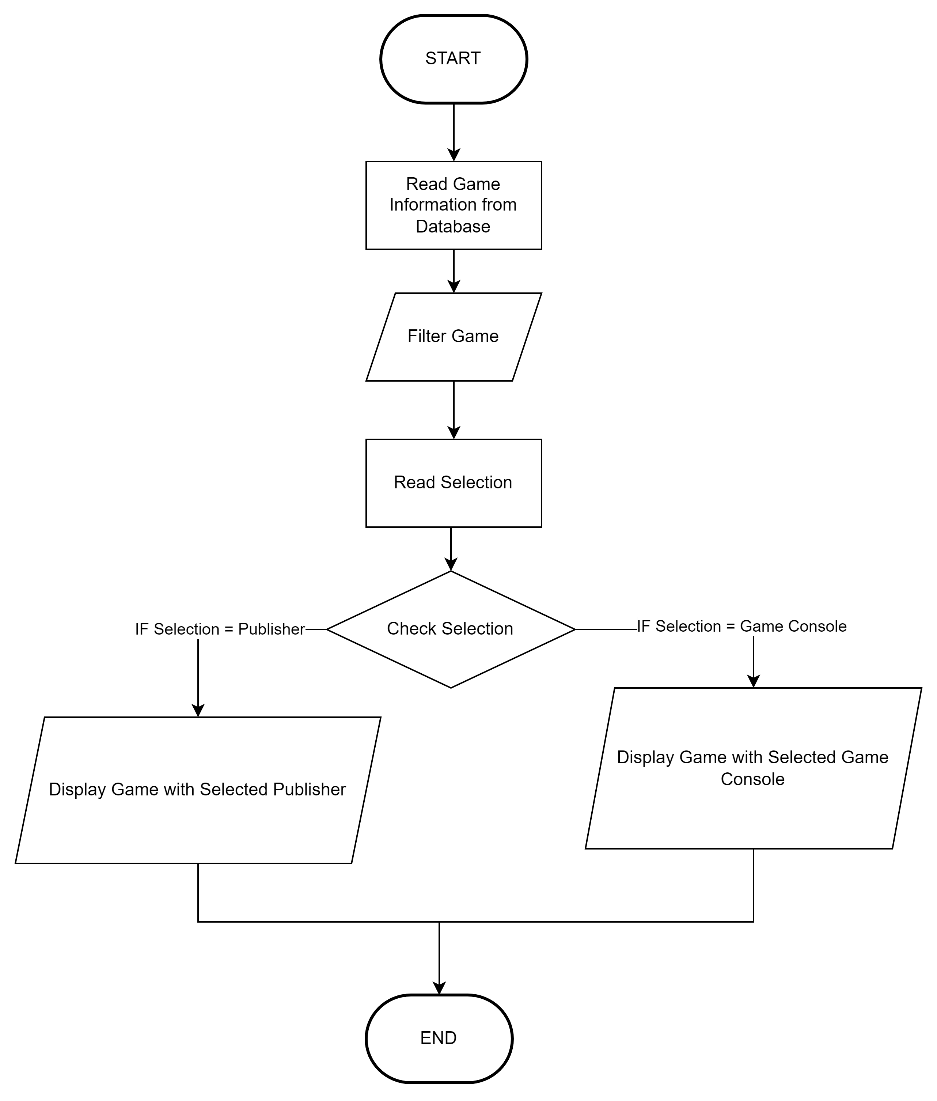 START
Read Game
Information from
Database
Filter Game
Read Selection
Check Selection
IF Selection = Publisher
IF Selection = Game Console
Display Game with Selected Publisher
Display Game with Selected Game
Console
END